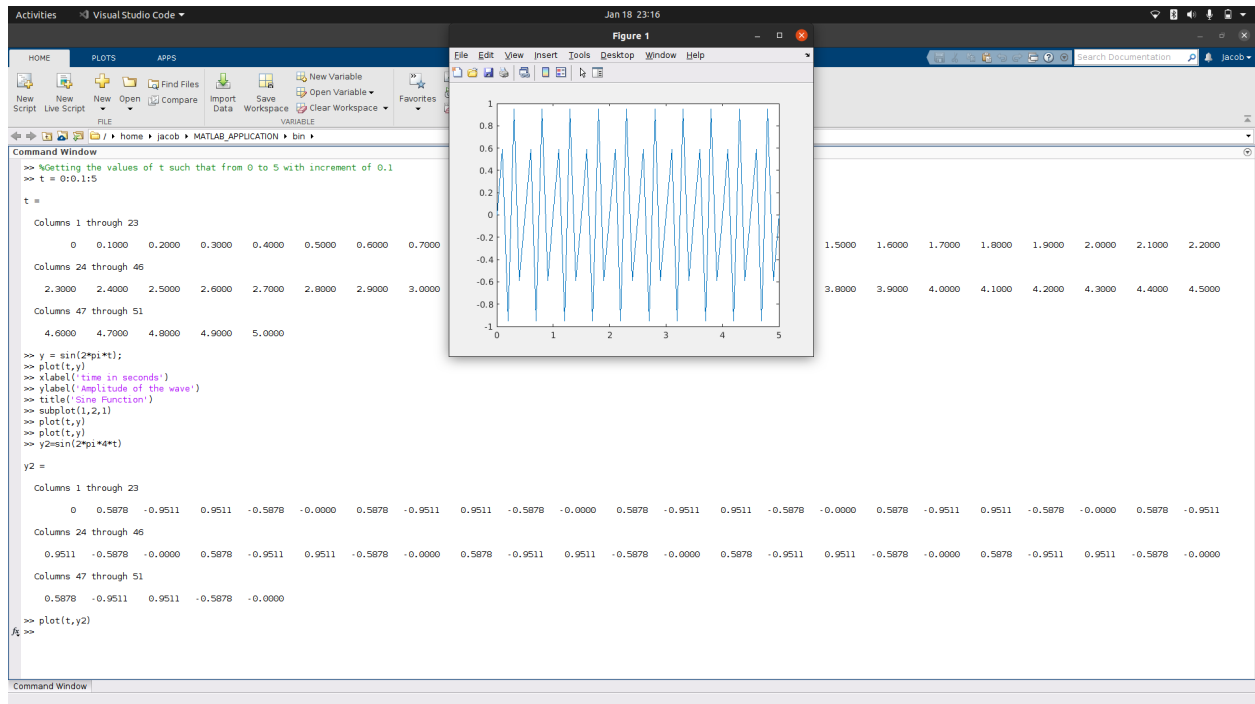 Activities Visual Studio Code Jan 18 23:16
Figure 1
HOME PLOTS APPS
Search Documentation Jacob
File Edit View Insert Tools Desktop Window Help
New Script
New Live Script
New
Open
Find Files
Compare
Import Data
Save Workspace
New Variable
Open Variable
Clear Workspace
Favorites
FILE VARIABLE
/ home jacob MATLAB_APPLICATION bin
Command Window
>> %Getting the values of t such that from 0 to 5 with increment of 0.1
>> t = 0:0.1:5
t =
Columns 1 through 23
0 0.1000 0.2000 0.3000 0.4000 0.5000 0.6000 0.7000 1.5000 1.6000 1.7000 1.8000 1.9000 2.0000 2.1000 2.2000
Columns 24 through 46
2.3000 2.4000 2.5000 2.6000 2.7000 2.8000 2.9000 3.0000 3.8000 3.9000 4.0000 4.1000 4.2000 4.3000 4.4000 4.5000
Columns 47 through 51
4.6000 4.7000 4.8000 4.9000 5.0000
1
0.8
0.6
0.4
0.2
0
-0.2
-0.4
-0.6
-0.8
-1
0 1 2 3 4 5
>> y = sin(2*pi*t);
>> plot(t,y)
>> xlabel('time in seconds')
>> ylabel('Amplitude of the wave')
>> title('Sine Function')
>> subplot(1,2,1)
>> plot(t,y)
>> plot(t,y)
>> y2=sin(2*pi*4*t)
y2 =
Columns 1 through 23
0 0.5878 -0.9511 0.9511 -0.5878 -0.0000 0.5878 -0.9511 0.9511 -0.5878 -0.0000 0.5878 -0.9511 0.9511 -0.5878 -0.0000 0.5878 -0.9511 0.9511 -0.5878 -0.0000 0.5878 -0.9511
Columns 24 through 46
0.9511 -0.5878 -0.0000 0.5878 -0.9511 0.9511 -0.5878 -0.0000 0.5878 -0.9511 0.9511 -0.5878 -0.0000 0.5878 -0.9511 0.9511 -0.5878 -0.0000 0.5878 -0.9511 0.9511 -0.5878 -0.0000
Columns 47 through 51
0.5878 -0.9511 0.9511 -0.5878 -0.0000
>> plot(t,y2)
fx >>
Command Window